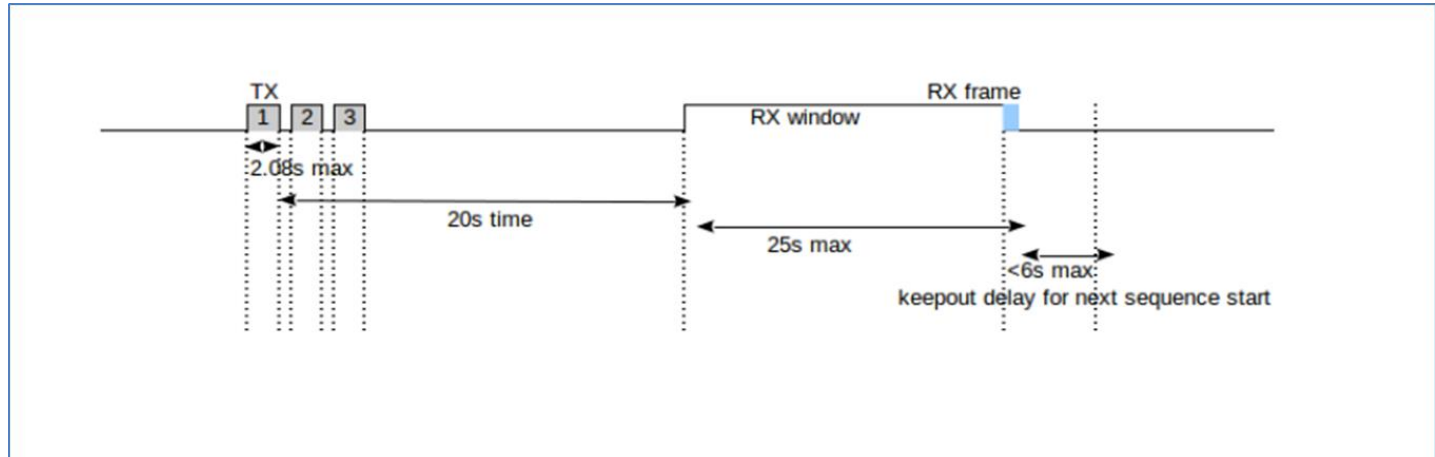 TX
RX frame
1
2
3
RX window
2.08s max
20s time
25s max
<6s max
keepout delay for next sequence start